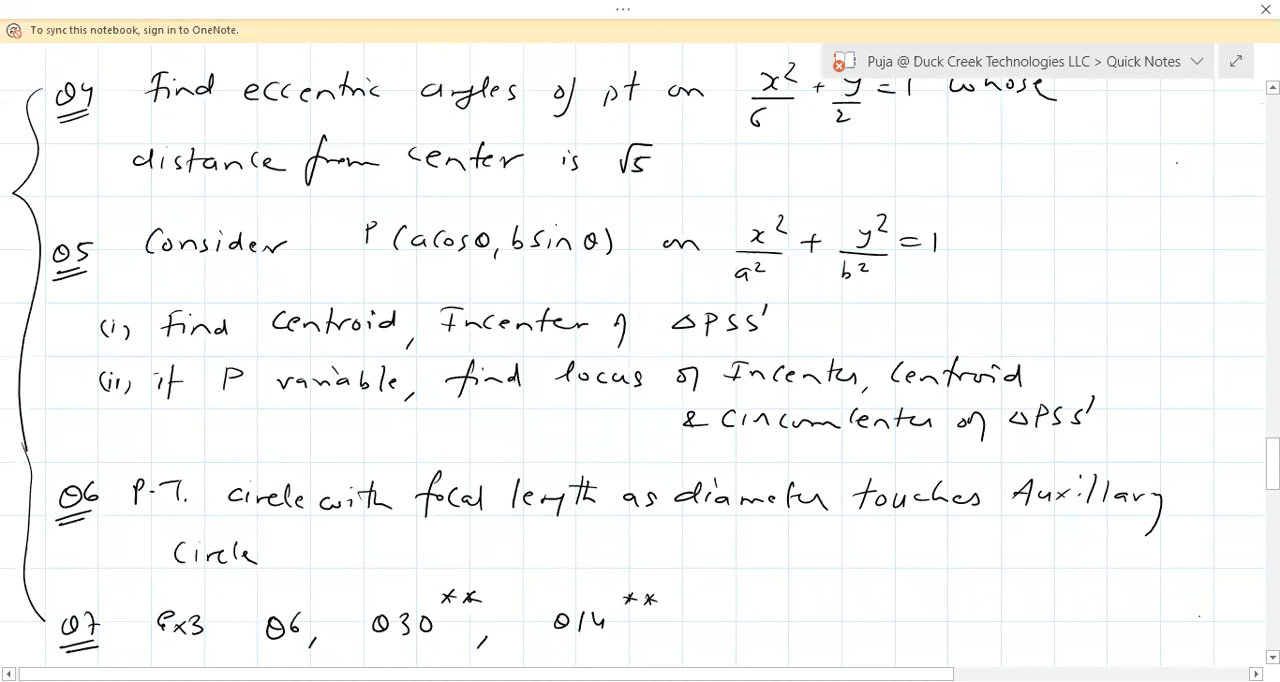 To sync this notebook, sign in to OneNote.
Puja @ Duck Creek Technologies LLC > Quick Notes
Q4 Find eccentric angles of pt on x²/6 + y²/2 = 1 whose
distance from center is √5
Q5 Consider P(acosθ, bsinθ) on x²/a² + y²/b² = 1
(i) Find centroid, Incenter of △PSS'
(ii) if P variable, find locus of Incenter, Centroid
& Circumcenter of △PSS'
Q6 P.T. circle with focal length as diameter touches Auxillary
Circle
Q7 Ex3 Q6, Q30**, Q14**